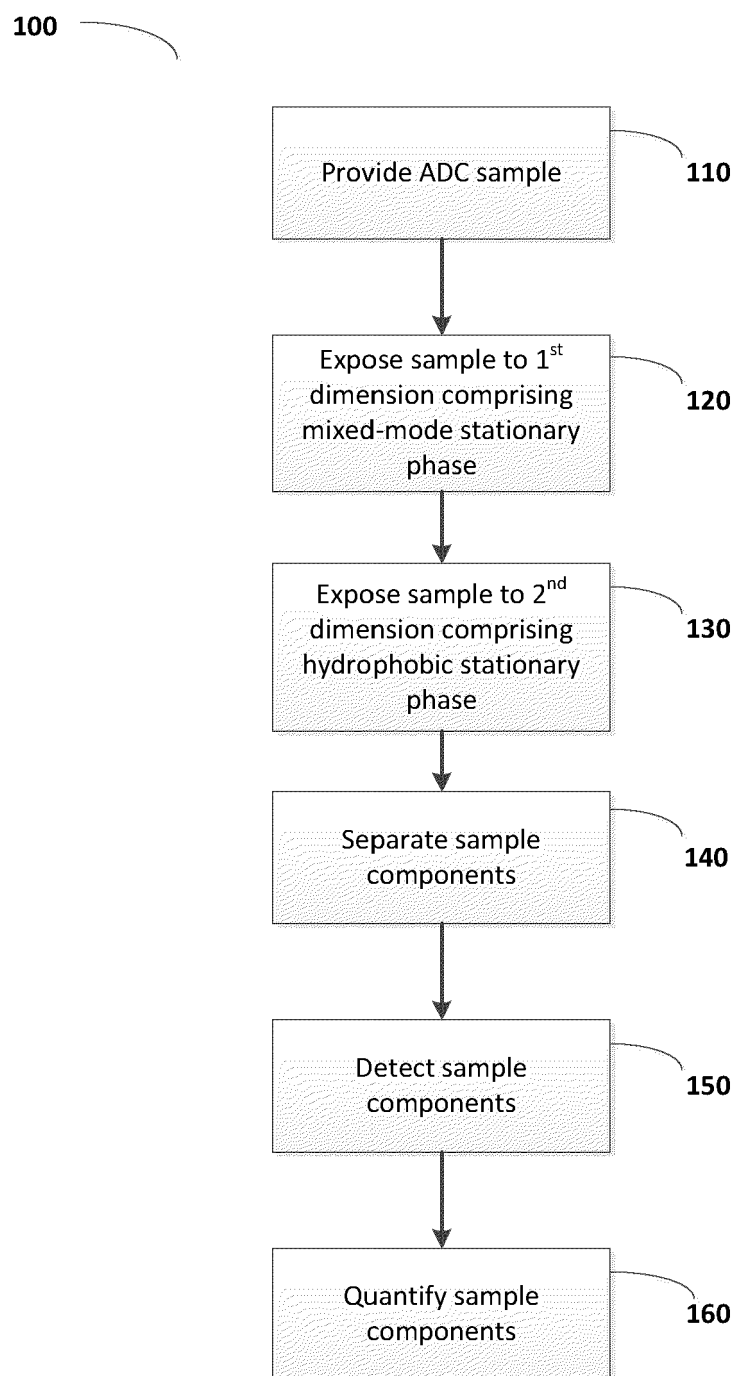 100
Provide ADC sample
110
Expose sample to 1st
dimension comprising
mixed-mode stationary
phase
120
Expose sample to 2nd
dimension comprising
hydrophobic stationary
phase
130
Separate sample
components
140
Detect sample
components
150
Quantify sample
components
160